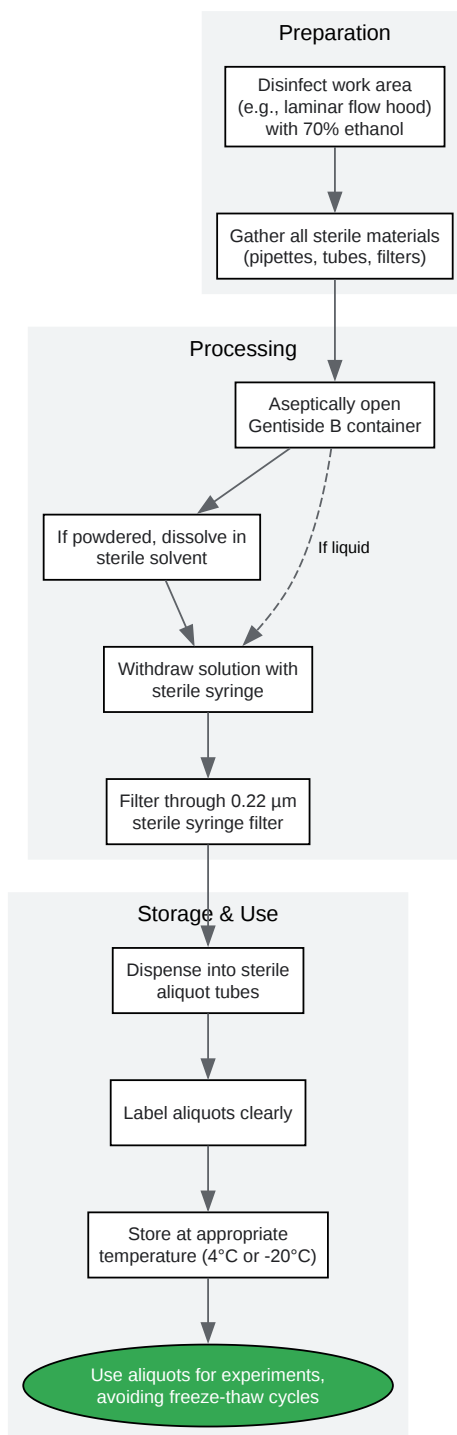 Preparation
Disinfect work area
(e.g., laminar flow hood)
with 70% ethanol
Gather all sterile materials
(pipettes, tubes, filters)
Processing
Aseptically open
Gentiside B container
If powdered, dissolve in
sterile solvent
If liquid
Withdraw solution with
sterile syringe
Filter through 0.22 µm
sterile syringe filter
Storage & Use
Dispense into sterile
aliquot tubes
Label aliquots clearly
Store at appropriate
temperature (4°C or -20°C)
Use aliquots for experiments,
avoiding freeze-thaw cycles